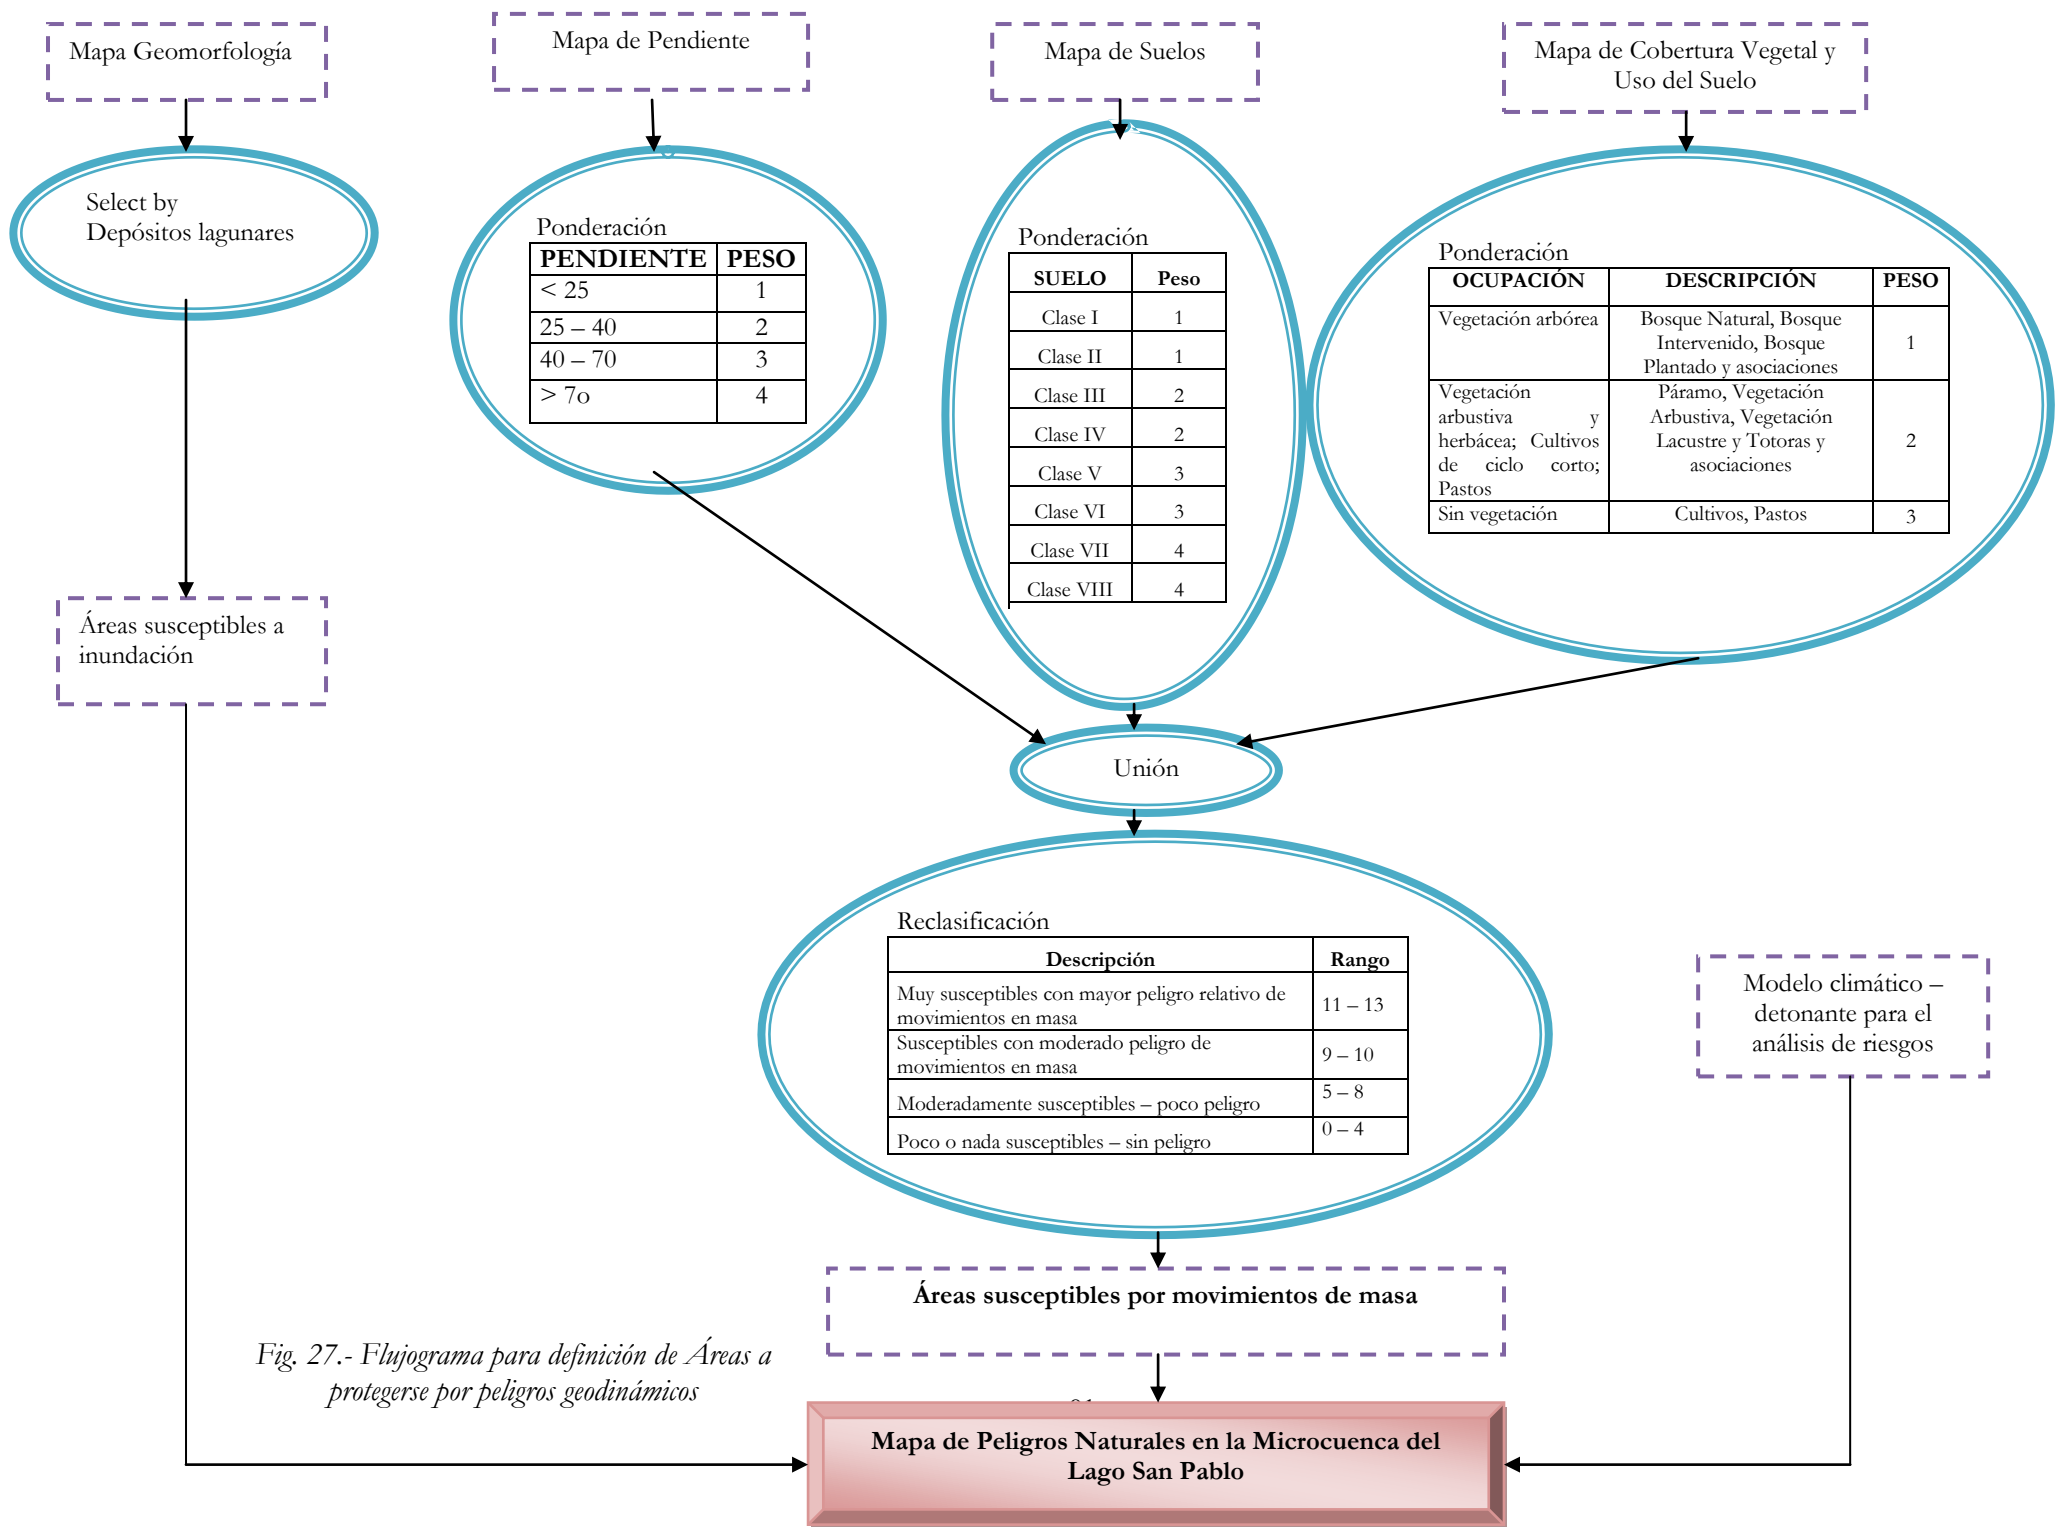 Mapa Geomorfología
Mapa de Pendiente
Mapa de Suelos
Mapa de Cobertura Vegetal y
Uso del Suelo
Select by
Depósitos lagunares
Ponderación
PENDIENTE PESO
< 25 1
25 – 40 2
40 – 70 3
> 7o 4
Ponderación
SUELO Peso
Clase I 1
Clase II 1
Clase III 2
Clase IV 2
Clase V 3
Clase VI 3
Clase VII 4
Clase VIII 4
Ponderación
OCUPACIÓN DESCRIPCIÓN PESO
Vegetación arbórea Bosque Natural, Bosque
Intervenido, Bosque 1
Plantado y asociaciones
Vegetación Páramo, Vegetación
arbustiva y Arbustiva, Vegetación
herbácea; Cultivos Lacustre y Totoras y 2
de ciclo corto; asociaciones
Pastos
Sin vegetación Cultivos, Pastos 3
Áreas susceptibles a
inundación
Unión
Reclasificación
Descripción Rango
Muy susceptibles con mayor peligro relativo de
movimientos en masa 11 – 13
Susceptibles con moderado peligro de
movimientos en masa 9 – 10
Moderadamente susceptibles – poco peligro 5 – 8
Poco o nada susceptibles – sin peligro 0 – 4
Modelo climático –
detonante para el
análisis de riesgos
Áreas susceptibles por movimientos de masa
Fig. 27.- Flujograma para definición de Áreas a
protegerse por peligros geodinámicos
Mapa de Peligros Naturales en la Microcuenca del
Lago San Pablo